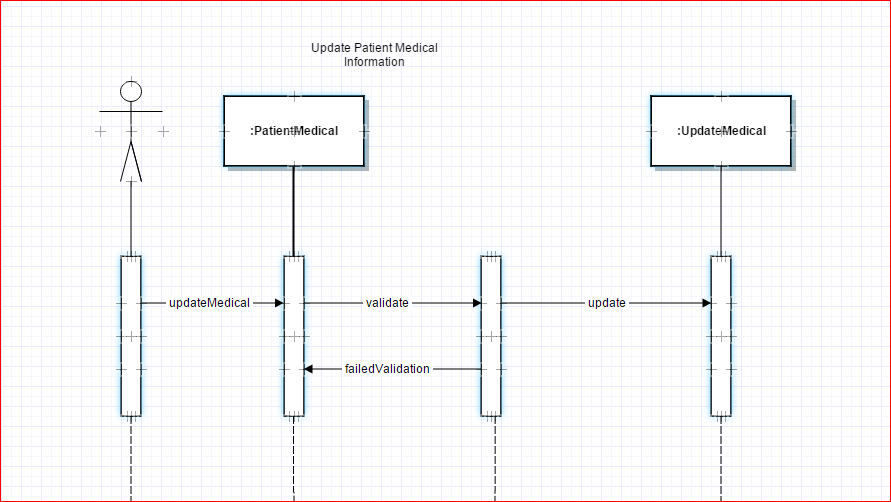 Update Patient Medical
Information
:PatientMedical
:UpdateMedical
updateMedical
validate
update
failedValidation